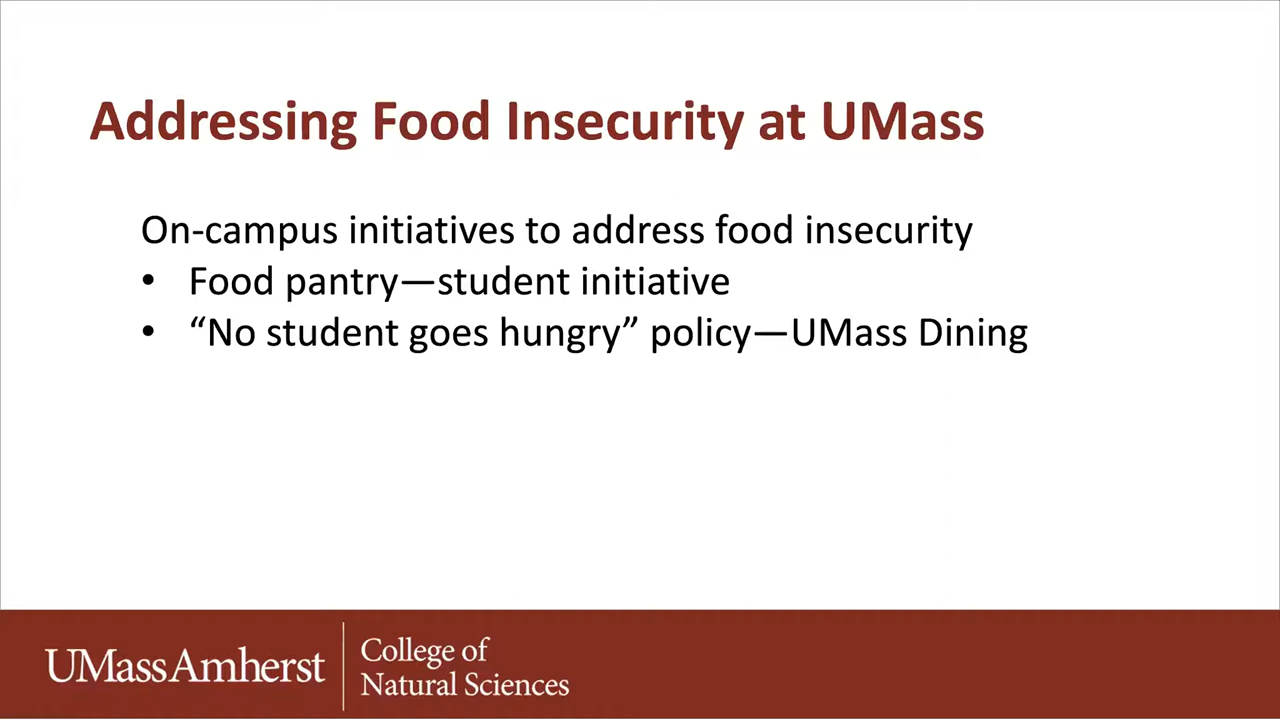 Addressing Food Insecurity at UMass
On-campus initiatives to address food insecurity
• Food pantry—student initiative
• “No student goes hungry” policy—UMass Dining
UMassAmherst
College of
Natural Sciences